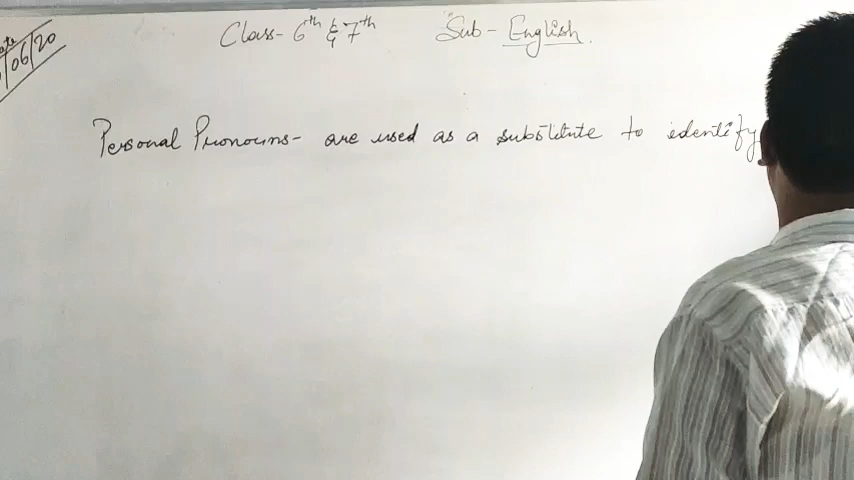 Class- 6th & 7th Sub- English.
/06/20
Personal Pronouns- are used as a substitute to identify